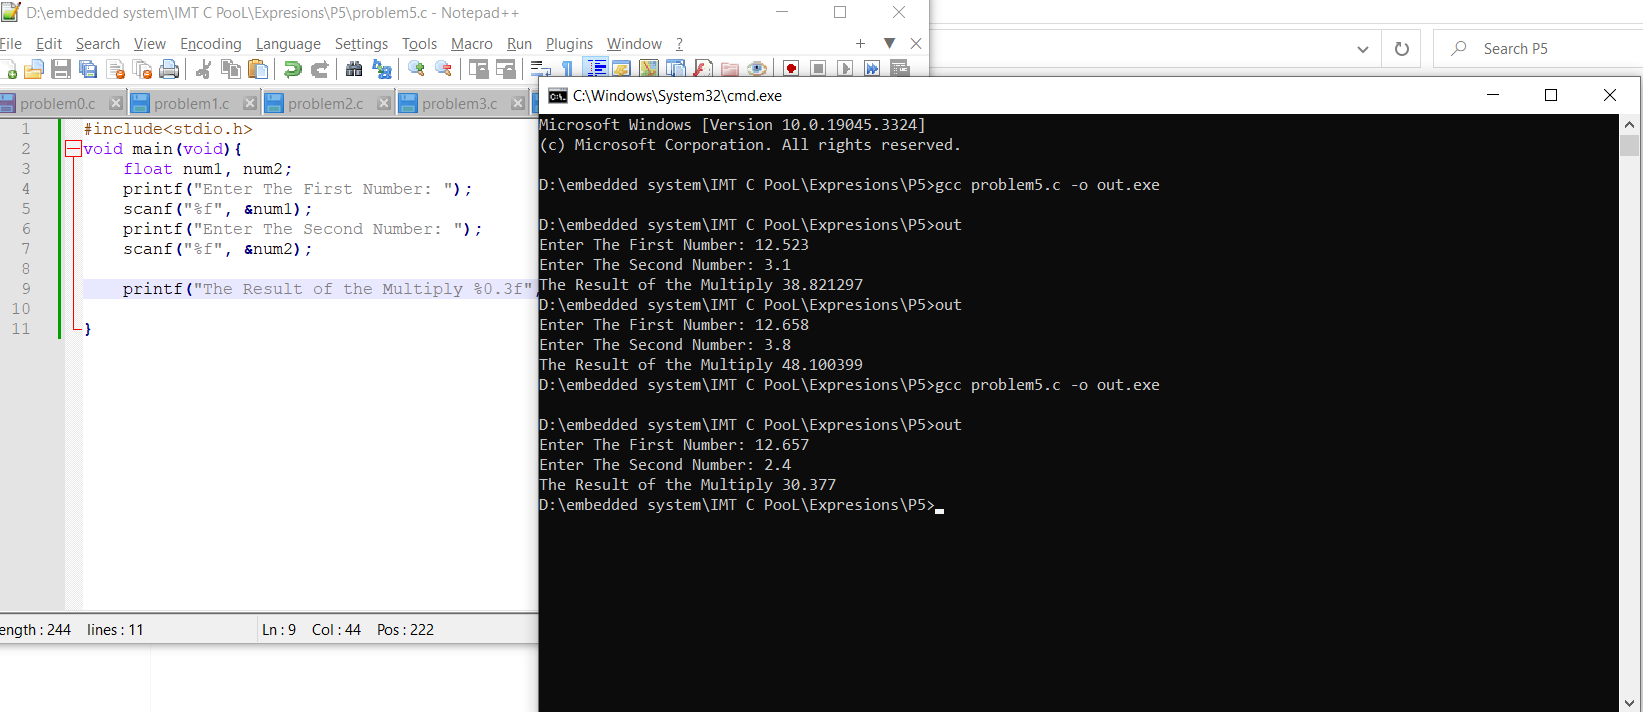 D:\embedded system\IMT C PooL\Expresions\P5\problem5.c - Notepad++
File Edit Search View Encoding Language Settings Tools Macro Run Plugins Window ?
problem0.c problem1.c problem2.c problem3.c
1 #include<stdio.h>
2 void main(void){
3 float num1, num2;
4 printf("Enter The First Number: ");
5 scanf("%f", &num1);
6 printf("Enter The Second Number: ");
7 scanf("%f", &num2);
8
9 printf("The Result of the Multiply %0.3f",
10
11 }
ength : 244 lines : 11 Ln : 9 Col : 44 Pos : 222
Search P5
C:\Windows\System32\cmd.exe
Microsoft Windows [Version 10.0.19045.3324]
(c) Microsoft Corporation. All rights reserved.
D:\embedded system\IMT C PooL\Expresions\P5>gcc problem5.c -o out.exe
D:\embedded system\IMT C PooL\Expresions\P5>out
Enter The First Number: 12.523
Enter The Second Number: 3.1
The Result of the Multiply 38.821297
D:\embedded system\IMT C PooL\Expresions\P5>out
Enter The First Number: 12.658
Enter The Second Number: 3.8
The Result of the Multiply 48.100399
D:\embedded system\IMT C PooL\Expresions\P5>gcc problem5.c -o out.exe
D:\embedded system\IMT C PooL\Expresions\P5>out
Enter The First Number: 12.657
Enter The Second Number: 2.4
The Result of the Multiply 30.377
D:\embedded system\IMT C PooL\Expresions\P5>